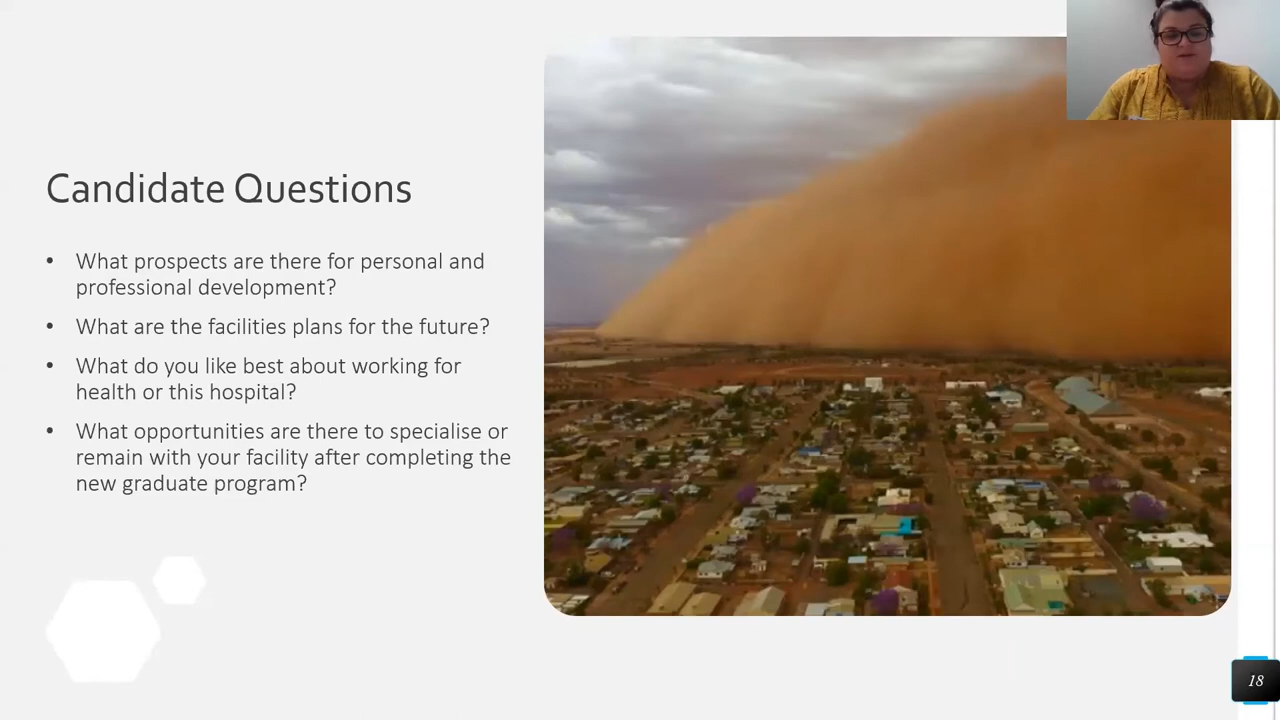 Candidate Questions
• What prospects are there for personal and
professional development?
• What are the facilities plans for the future?
• What do you like best about working for
health or this hospital?
• What opportunities are there to specialise or
remain with your facility after completing the
new graduate program?
18